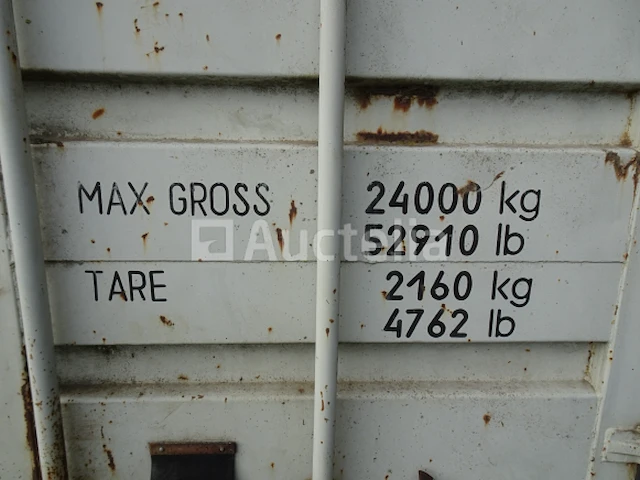 MAX GROSS 24000 kg
52910 lb
Auctelia
TARE 2160 kg
4762 lb